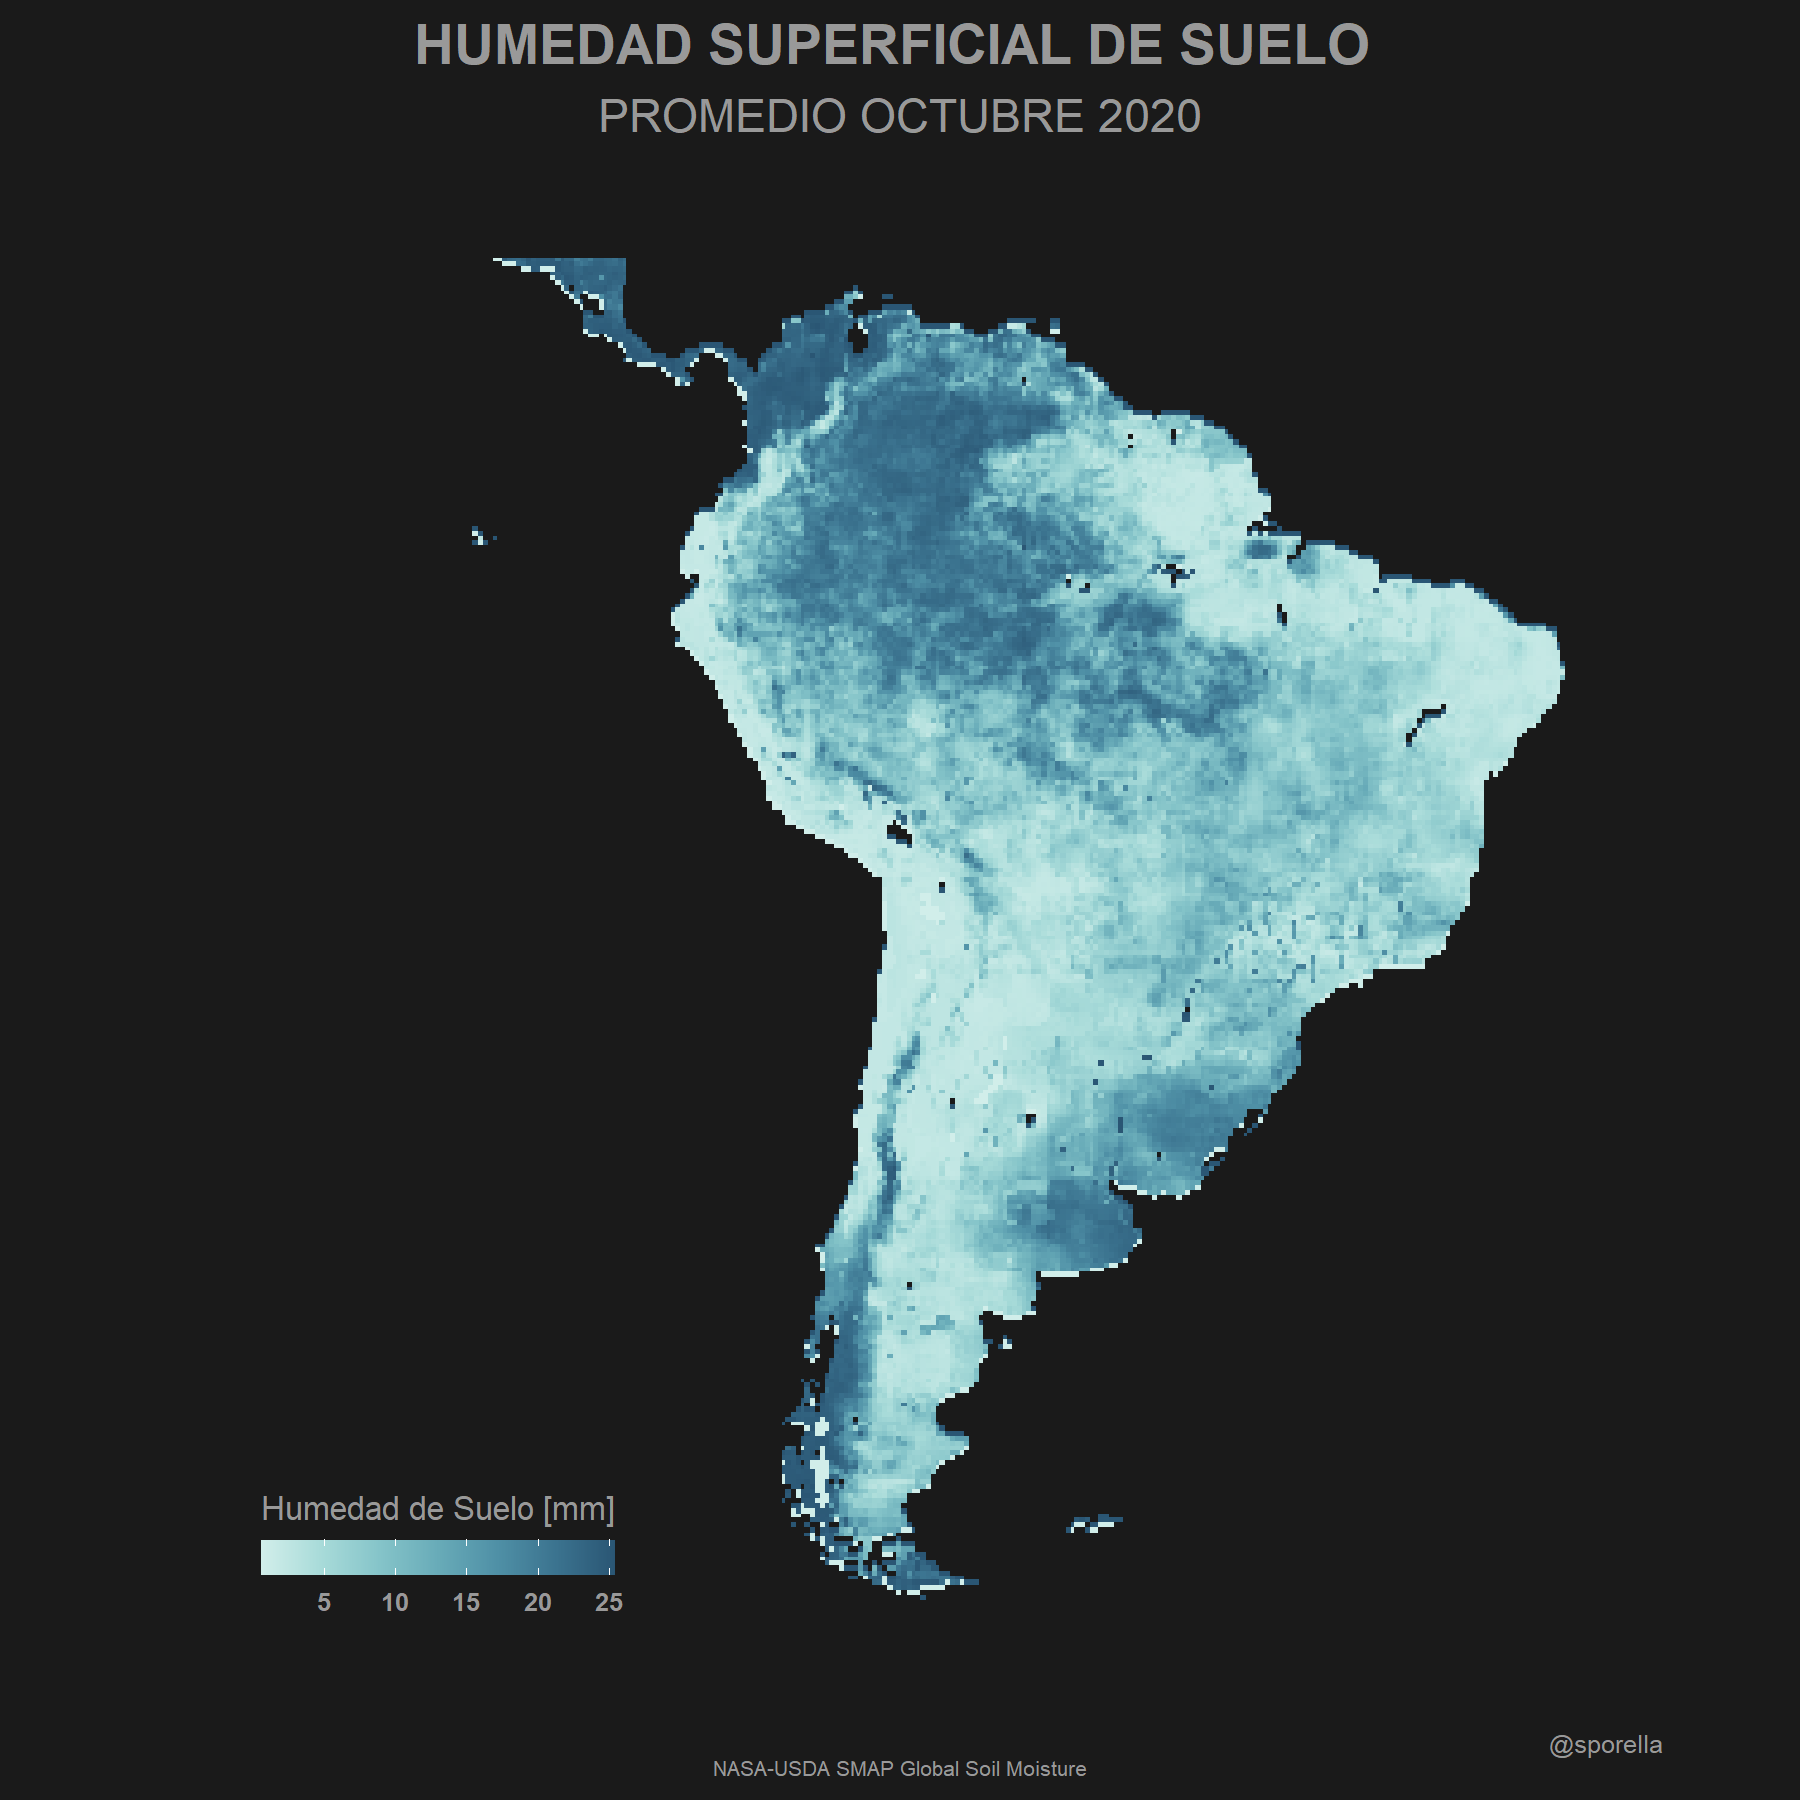 HUMEDAD SUPERFICIAL DE SUELO
PROMEDIO OCTUBRE 2020
Humedad de Suelo [mm]
5 10 15 20 25
@sporella
NASA-USDA SMAP Global Soil Moisture